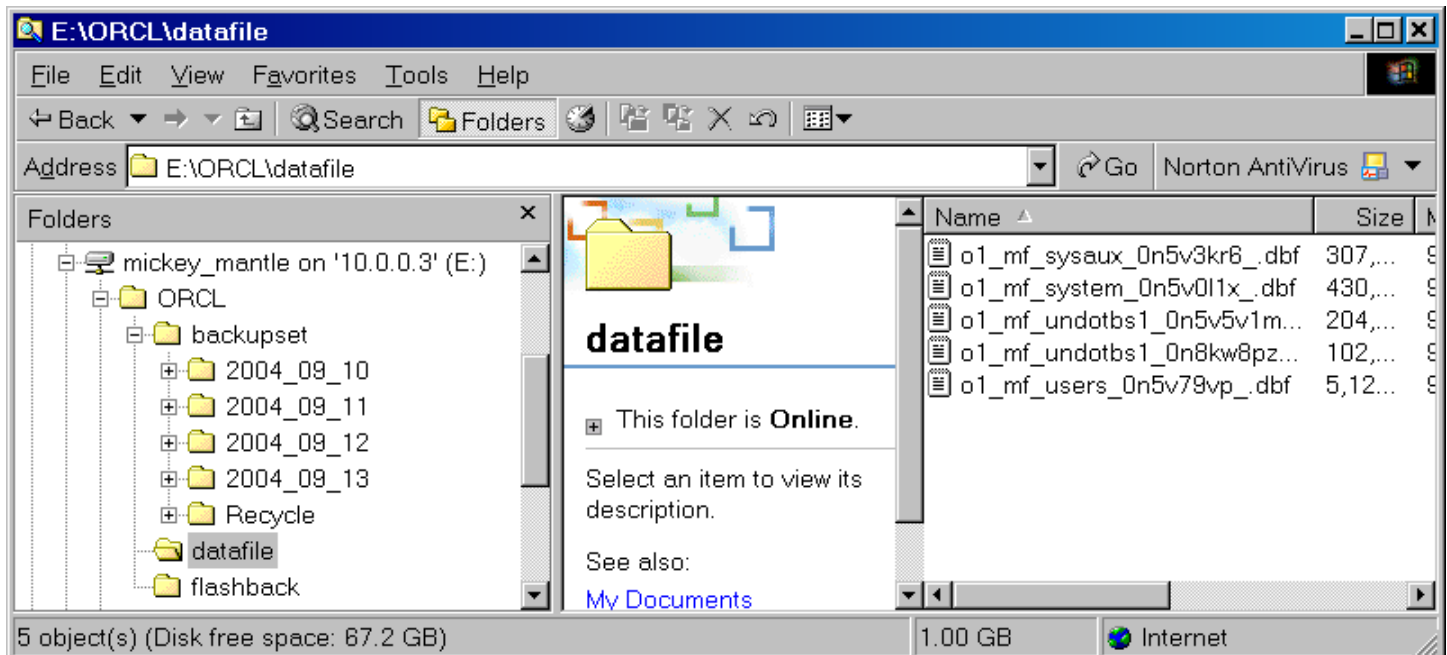 E:\ORCL\datafile
File Edit View Favorites Tools Help
Back Search Folders
Address E:\ORCL\datafile Go Norton AntiVirus
Folders
mickey_mantle on '10.0.0.3' (E:)
ORCL
backupset
2004_09_10
2004_09_11
2004_09_12
2004_09_13
Recycle
datafile
flashback
datafile
This folder is Online.
Select an item to view its
description.
See also:
My Documents
Name Size
o1_mf_sysaux_0n5v3kr6_.dbf 307,...
o1_mf_system_0n5v0l1x_.dbf 430,...
o1_mf_undotbs1_0n5v5v1m... 204,...
o1_mf_undotbs1_0n8kw8pz... 102,...
o1_mf_users_0n5v79vp_.dbf 5,12...
5 object(s) (Disk free space: 67.2 GB) 1.00 GB Internet